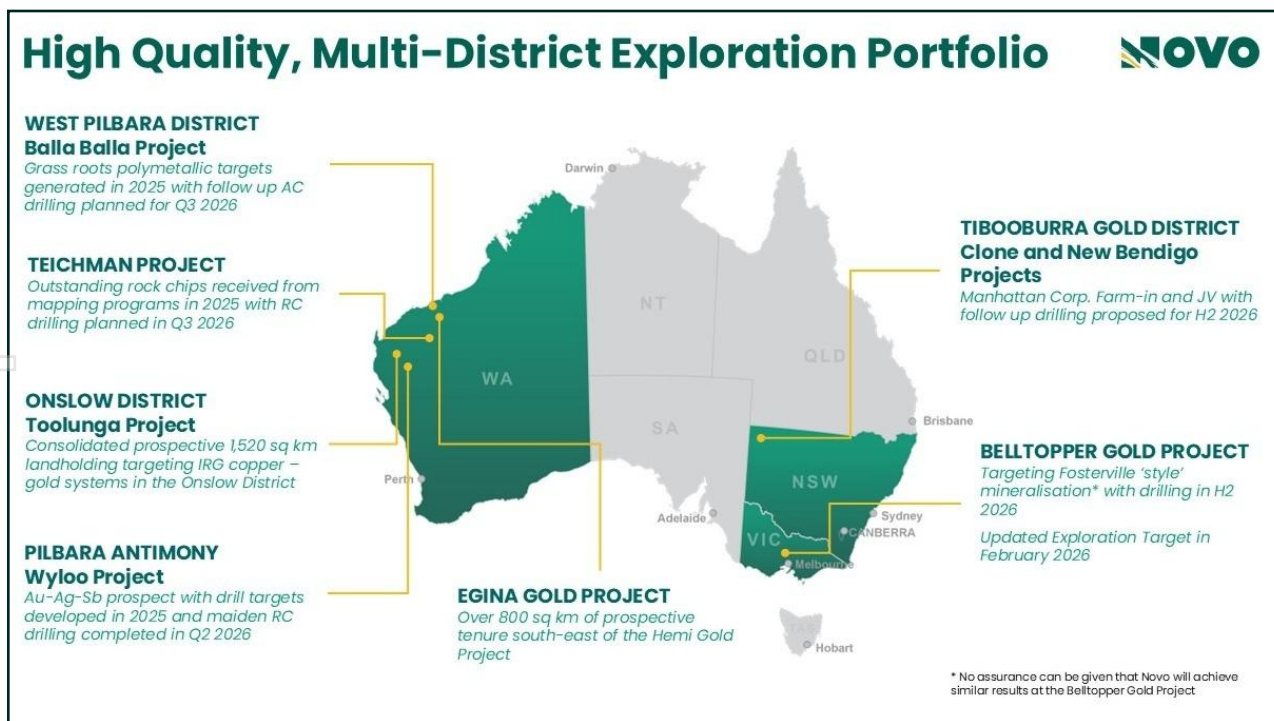 High Quality, Multi-District Exploration Portfolio
NOVO
WEST PILBARA DISTRICT
Balla Balla Project
Grass roots polymetallic targets
generated in 2025 with follow up AC
drilling planned for Q3 2026
TEICHMAN PROJECT
Outstanding rock chips received from
mapping programs in 2025 with RC
drilling planned in Q3 2026
ONSLOW DISTRICT
Toolunga Project
Consolidated prospective 1,520 sq km
landholding targeting IRG copper –
gold systems in the Onslow District
PILBARA ANTIMONY
Wyloo Project
Au-Ag-Sb prospect with drill targets
developed in 2025 and maiden RC
drilling completed in Q2 2026
EGINA GOLD PROJECT
Over 800 sq km of prospective
tenure south-east of the Hemi Gold
Project
Darwin
NT
QLD
WA
SA
Brisbane
Perth
NSW
Adelaide
Sydney
CANBERRA
VIC
Melbourne
TAS
Hobart
TIBOOBURRA GOLD DISTRICT
Clone and New Bendigo
Projects
Manhattan Corp. Farm-in and JV with
follow up drilling proposed for H2 2026
BELLTOPPER GOLD PROJECT
Targeting Fosterville ‘style’
mineralisation* with drilling in H2
2026
Updated Exploration Target in
February 2026
* No assurance can be given that Novo will achieve
similar results at the Belltopper Gold Project